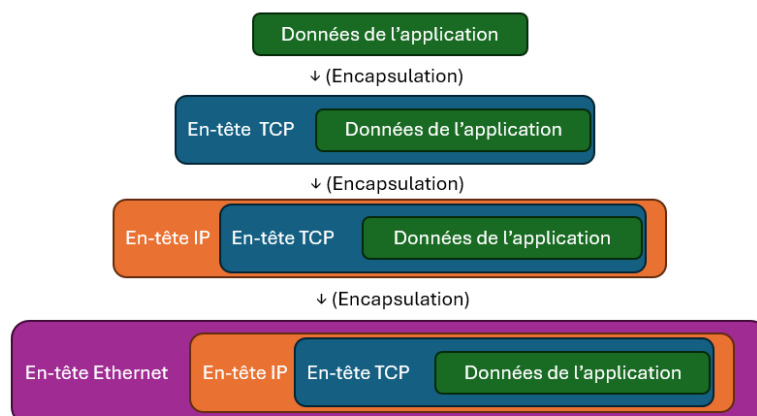 Données de l’application
↓ (Encapsulation)
En-tête TCP Données de l’application
↓ (Encapsulation)
En-tête IP En-tête TCP Données de l’application
↓ (Encapsulation)
En-tête Ethernet En-tête IP En-tête TCP Données de l’application